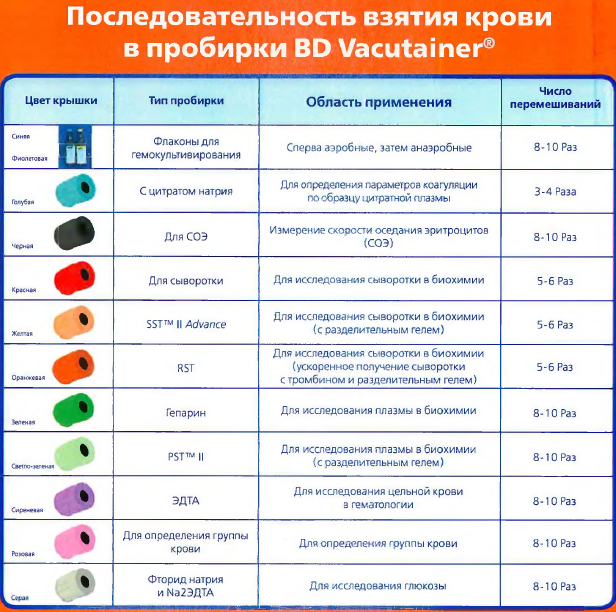 Последовательность взятия крови
в пробирки BD Vacutainer®
Цвет крышки
Тип пробирки
Область применения
Число
перемешиваний
Синяя
Фиолетовая
Флаконы для
гемокультивирования
Сперва аэробные, затем анаэробные
8-10 Раз
Голубая
С цитратом натрия
Для определения параметров коагуляции
по образцу цитратной плазмы
3-4 Раза
Черная
Для СОЭ
Измерение скорости оседания эритроцитов
(СОЭ)
8-10 Раз
Красная
Для сыворотки
Для исследования сыворотки в биохимии
5-6 Раз
Желтая
SST™ II Advance
Для исследования сыворотки в биохимии
(с разделительным гелем)
5-6 Раз
Оранжевая
RST
Для исследования сыворотки в биохимии
(ускоренное получение сыворотки
с тромбином и разделительным гелем)
5-6 Раз
Зеленая
Гепарин
Для исследования плазмы в биохимии
8-10 Раз
Светло-зеленая
PST™ II
Для исследования плазмы в биохимии
(с разделительным гелем)
8-10 Раз
Сиреневая
ЭДТА
Для исследования цельной крови
в гематологии
8-10 Раз
Розовая
Для определения группы
крови
Для определения группы крови
8-10 Раз
Серая
Фторид натрия
и Na2ЭДТА
Для исследования глюкозы
8-10 Раз